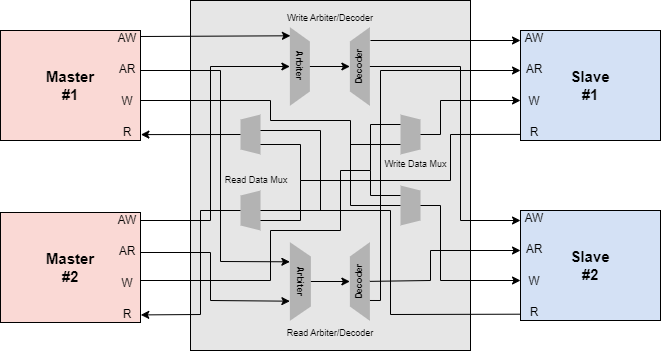 Write Arbiter/Decoder
AW
AR
W
R
Master
#1
Arbiter
Decoder
AW
AR
W
R
Slave
#1
Read Data Mux
Write Data Mux
AW
AR
W
R
Master
#2
Arbiter
Decoder
AW
AR
W
R
Slave
#2
Read Arbiter/Decoder